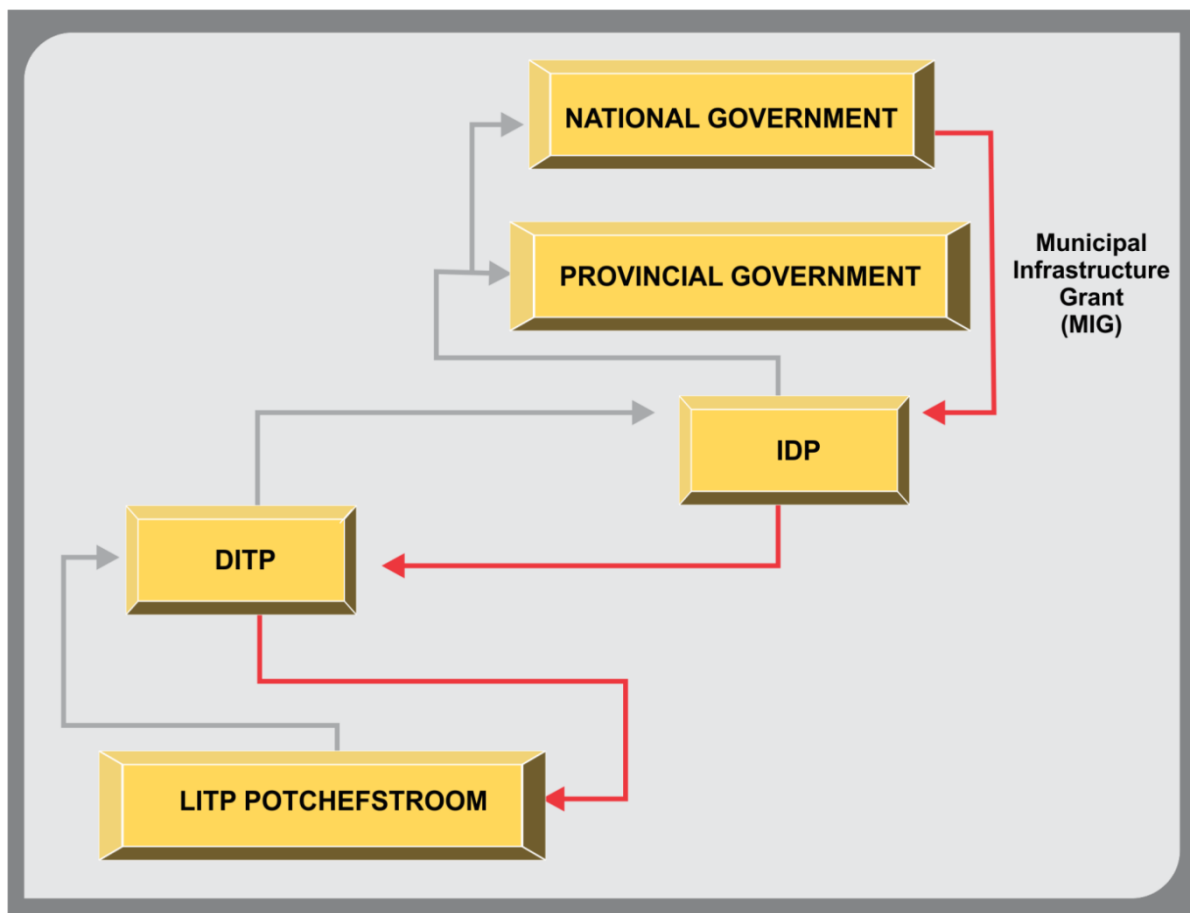 NATIONAL GOVERNMENT
PROVINCIAL GOVERNMENT
Municipal
Infrastructure
Grant
(MIG)
IDP
DITP
LITP POTCHEFSTROOM